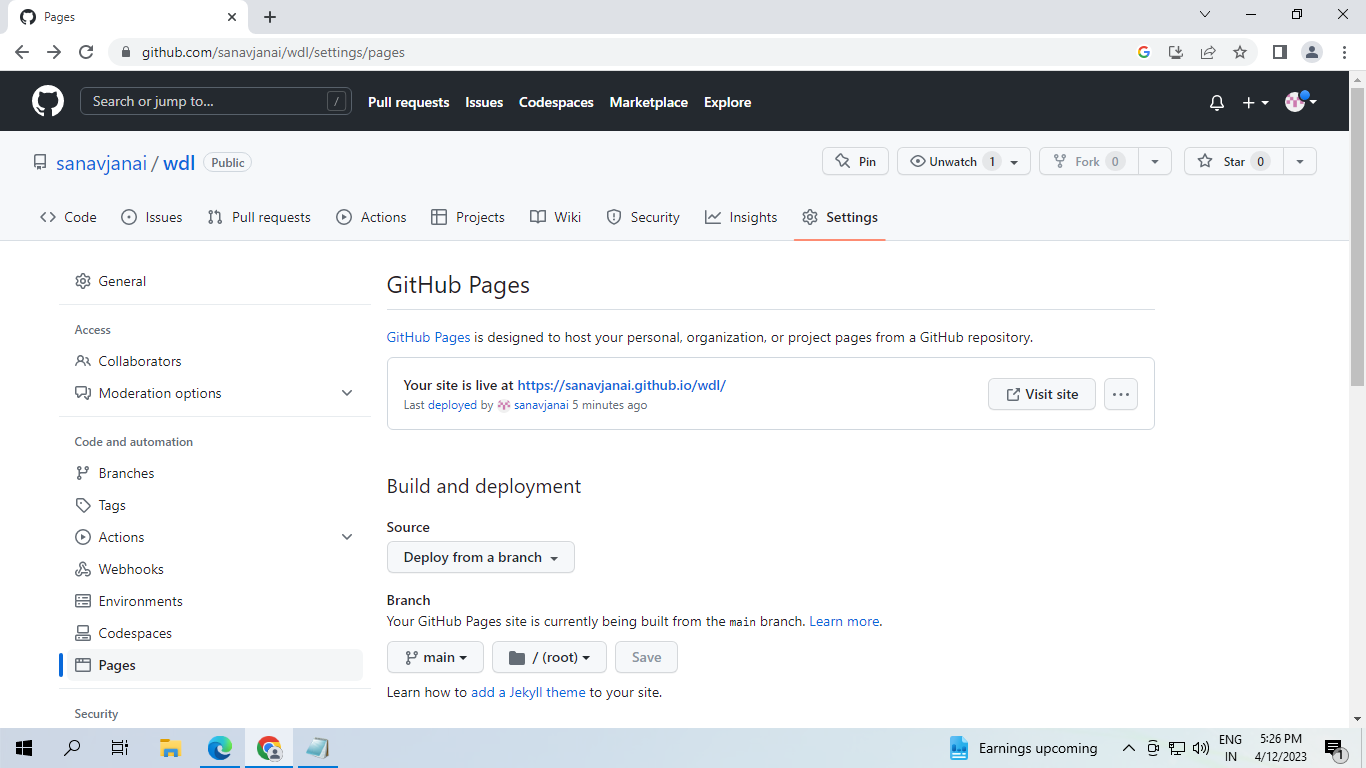 Pages
github.com/sanavjanai/wdl/settings/pages
Search or jump to... /
Pull requests Issues Codespaces Marketplace Explore
sanavjanai / wdl Public
Pin Unwatch 1 Fork 0 Star 0
Code Issues Pull requests Actions Projects Wiki Security Insights Settings
General
Access
Collaborators
Moderation options
Code and automation
Branches
Tags
Actions
Webhooks
Environments
Codespaces
Pages
Security
GitHub Pages
GitHub Pages is designed to host your personal, organization, or project pages from a GitHub repository.
Your site is live at https://sanavjanai.github.io/wdl/
Last deployed by sanavjanai 5 minutes ago
Visit site
Build and deployment
Source
Deploy from a branch
Branch
Your GitHub Pages site is currently being built from the main branch. Learn more.
main / (root) Save
Learn how to add a Jekyll theme to your site.
Earnings upcoming
ENG
IN
5:26 PM
4/12/2023
1